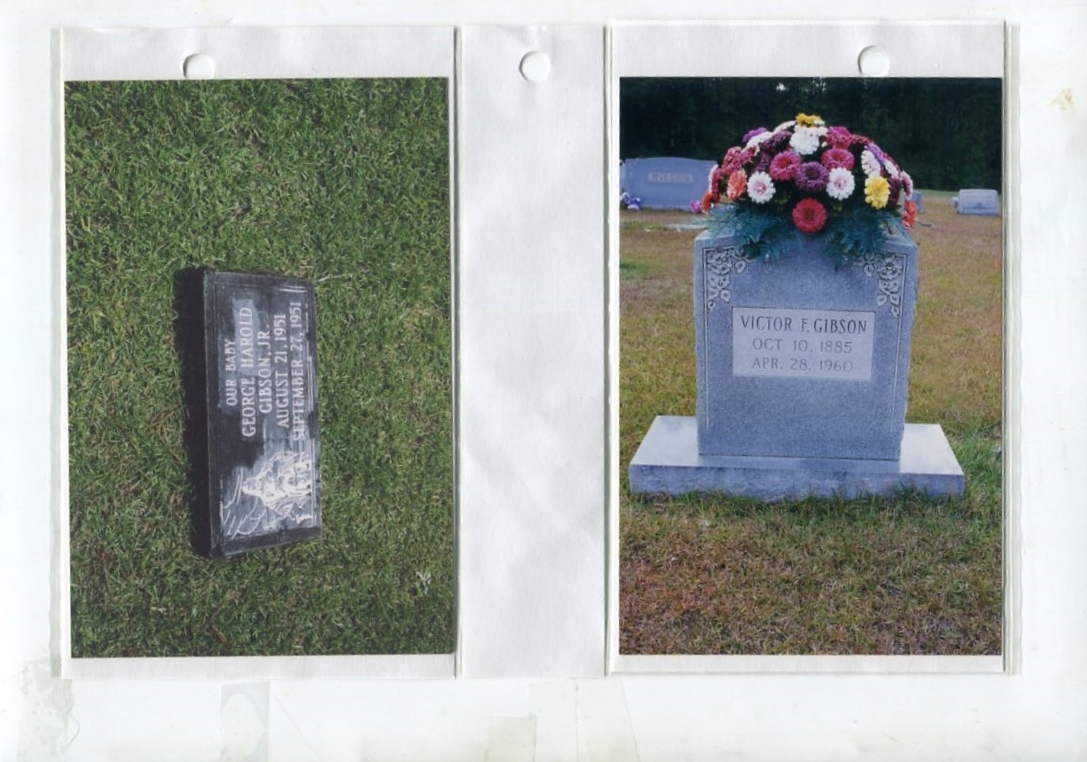 OUR BABY
GEORGE HAROLD
GIBSON, JR.
AUGUST 21, 1951
SEPTEMBER 27, 1951
VICTOR F. GIBSON
OCT 10, 1885
APR. 28, 1960